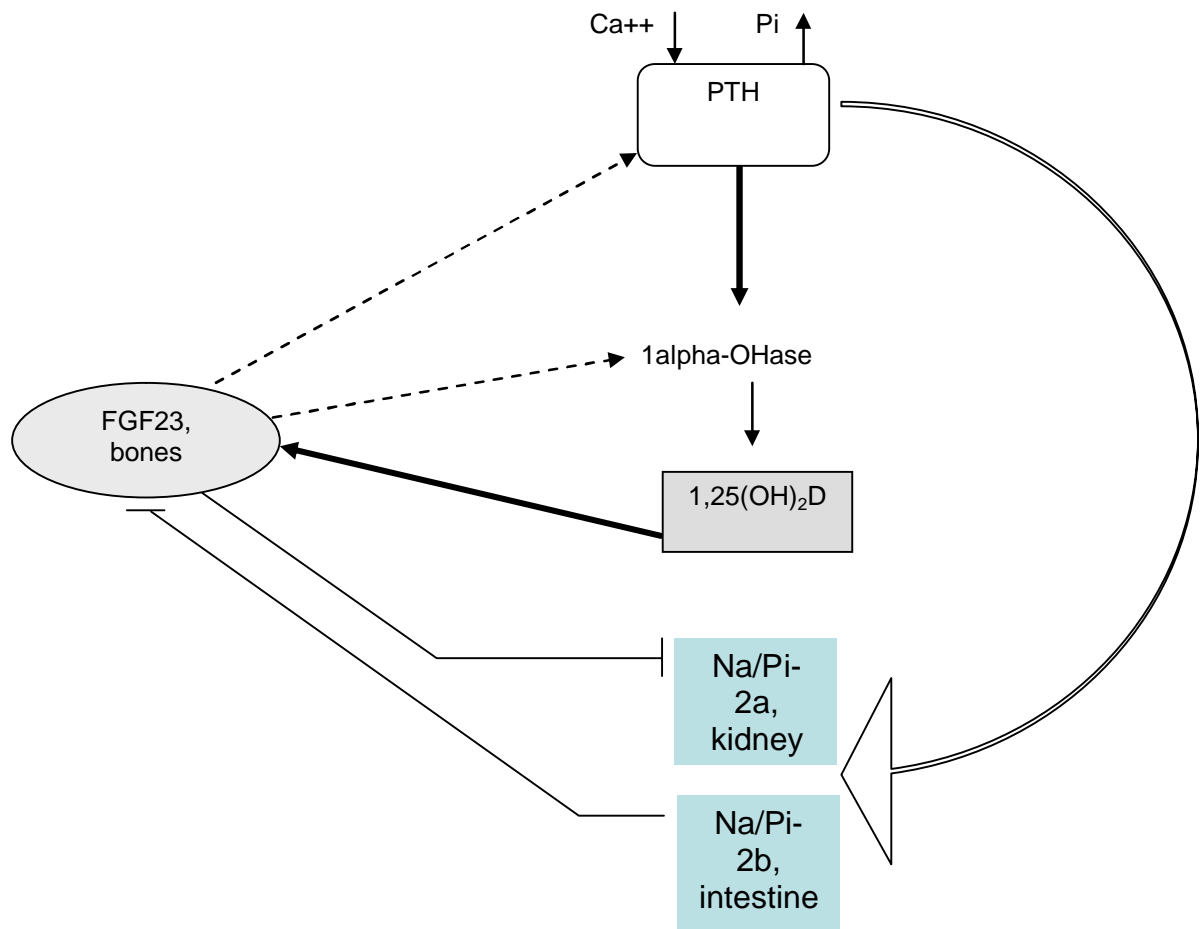 Ca++
Pi
PTH
1alpha-OHase
FGF23,
bones
1,25(OH)₂D
Na/Pi-
2a,
kidney
Na/Pi-
2b,
intestine